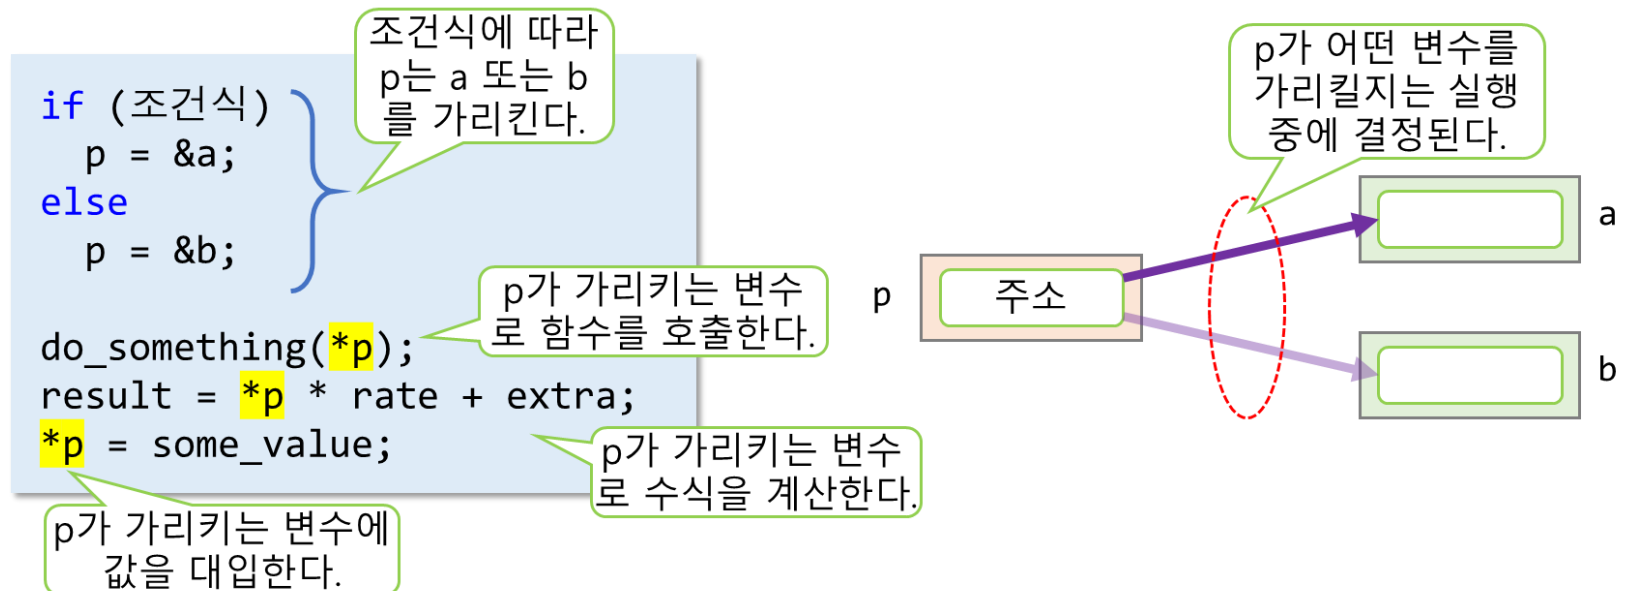 조건식에 따라
p는 a 또는 b
를 가리킨다.
if (조건식)
p = &a;
else
p = &b;
p가 가리키는 변수
로 함수를 호출한다.
do_something(*p);
result = *p * rate + extra;
*p = some_value;
p가 가리키는 변수
로 수식을 계산한다.
p가 가리키는 변수에
값을 대입한다.
p가 어떤 변수를
가리킬지는 실행
중에 결정된다.
a
p
주소
b